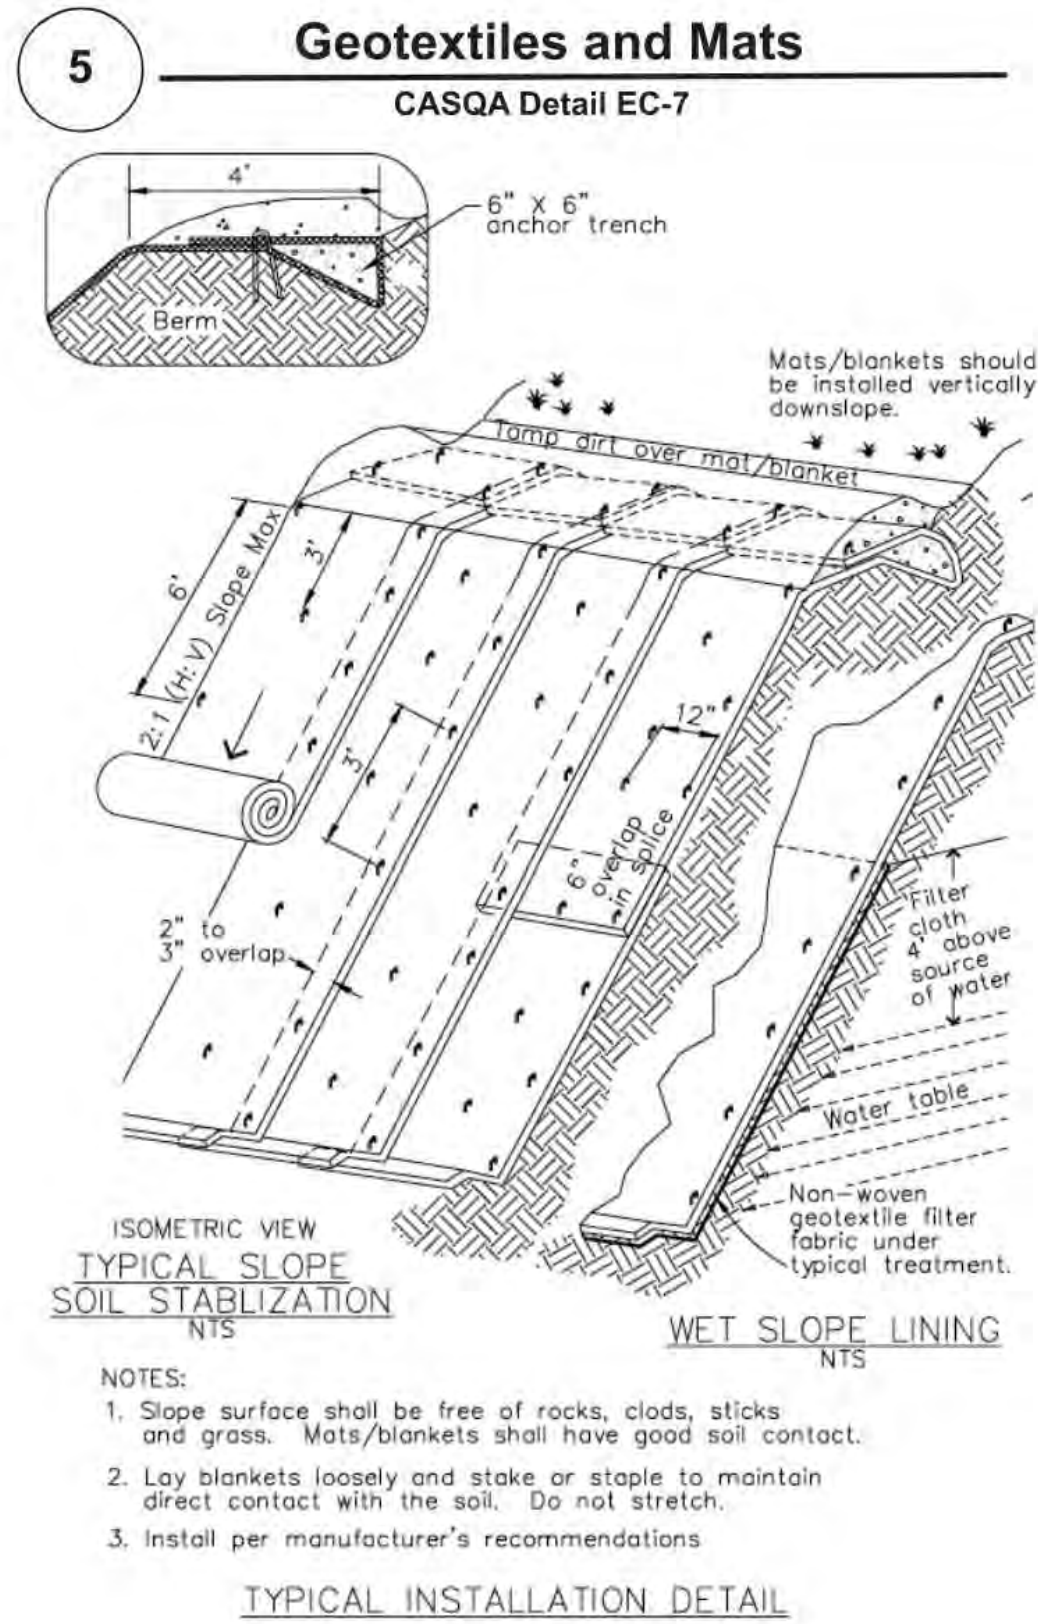 5
Geotextiles and Mats
CASQA Detail EC-7
4'
6" X 6"
anchor trench
Berm
Mats/blankets should
be installed vertically
downslope.
Tamp dirt over mat/blanket
6'
2:1 (H:V) Slope Max
3'
3'
12"
6"
overlap
in splice
2" to
3" overlap
Filter
cloth
4' above
source
of water
Water table
Non-woven
geotextile filter
fabric under
typical treatment.
ISOMETRIC VIEW
TYPICAL SLOPE
SOIL STABLIZATION
NTS
WET SLOPE LINING
NTS
NOTES:
1. Slope surface shall be free of rocks, clods, sticks
and grass. Mats/blankets shall have good soil contact.
2. Lay blankets loosely and stake or staple to maintain
direct contact with the soil. Do not stretch.
3. Install per manufacturer's recommendations
TYPICAL INSTALLATION DETAIL